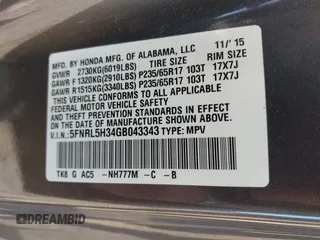 MFD. BY HONDA MFG. OF ALABAMA, LLC 11/'15
GVWR 2730KG(6019LBS) TIRE SIZE RIM SIZE
GAWR F 1320KG(2910LBS) P235/65R17 103T 17X7J
GAWR R 1515KG(3340LBS) P235/65R17 103T 17X7J
THIS VEHICLE CONFORMS TO ALL APPLICABLE
FEDERAL MOTOR VEHICLE SAFETY AND
THEFT PREVENTION STANDARDS IN EFFECT ON
THE DATE OF MANUFACTURE SHOWN ABOVE.
V.I.N.: 5FNRL5H34GB043343 TYPE: MPV
TK8 G AC5 -NH777M -C -B
DREAMBID